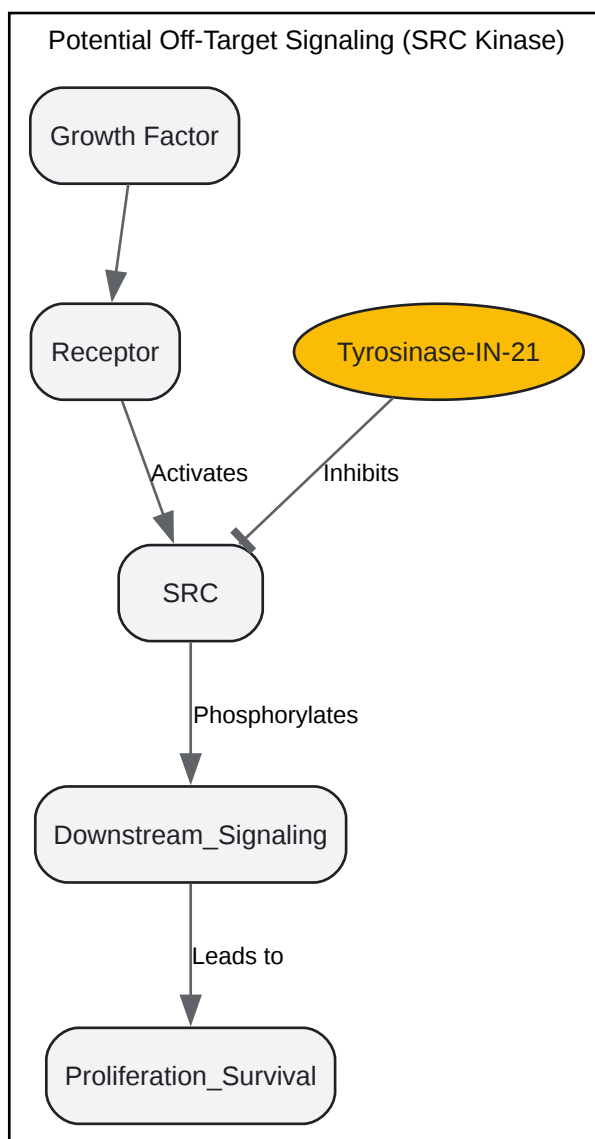 Potential Off-Target Signaling (SRC Kinase)
Growth Factor
Receptor
Tyrosinase-IN-21
Activates
Inhibits
SRC
Phosphorylates
Downstream_Signaling
Leads to
Proliferation_Survival